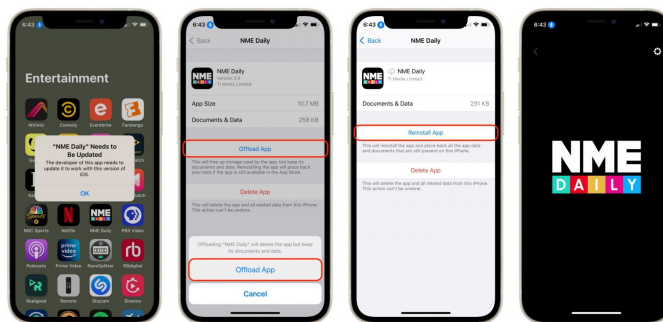 6:43
Entertainment
Athletic
Comedy
Eventbrite
Fandango
"NME Daily" Needs to
Be Updated
The developer of this app needs to
update it to work with this version of
iOS.
OK
NBC Sports
Netflix
NME Daily
PBS Video
Podcasts
Prime Video
RaceSplitter
RBdigital
Reelgood
Remote
Shazam
Slowmo
6:43
Back
NME Daily
NME
DAILY
NME Daily
Version 3.4
TI Media Limited
App Size
10.7 MB
Documents & Data
258 KB
Offload App
This will free up storage used by the app, but keep its
documents and data. Reinstalling the app will place back
your data if the app is still available in the App Store.
Delete App
This will delete the app and all related data from this iPhone.
This action can't be undone.
Offloading "NME Daily" will delete the app but keep
its documents and data.
Offload App
Cancel
6:43
Back
NME Daily
NME
DAILY
NME Daily
TI Media Limited
Documents & Data
291 KB
Reinstall App
This will reinstall the app and place back all the app data
and documents that are still present on this iPhone.
Delete App
This will delete the app and all related data from this iPhone.
This action can't be undone.
6:43
NME
DAILY